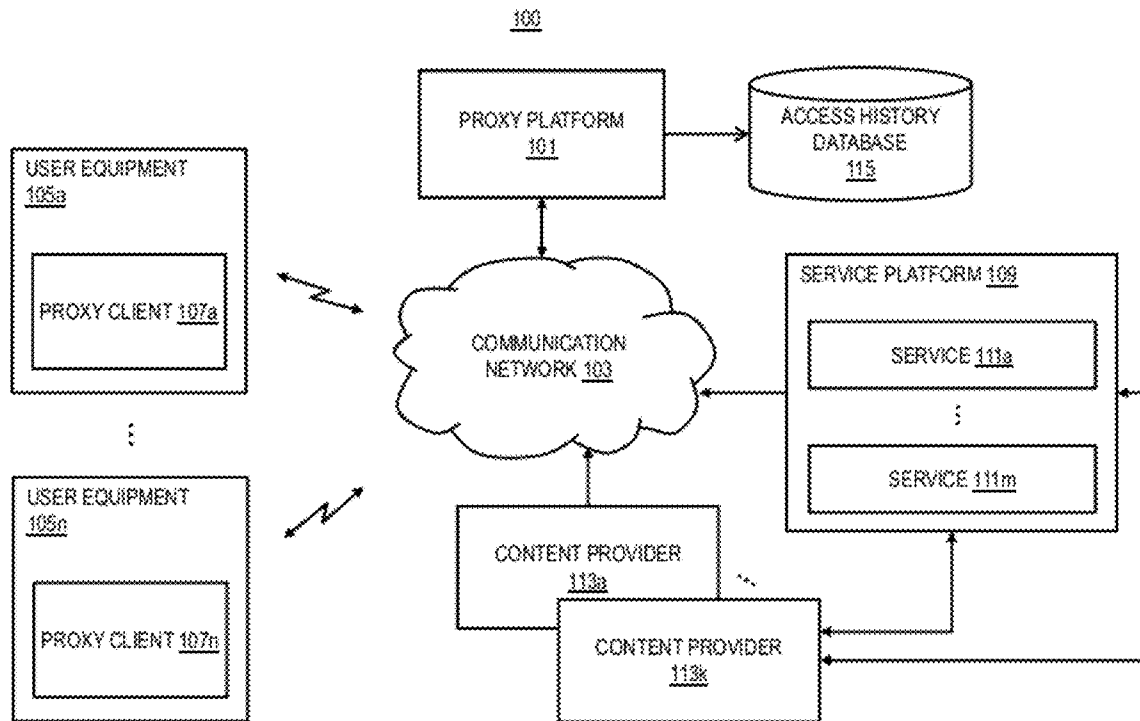 100
PROXY PLATFORM
101
ACCESS HISTORY
DATABASE
115
USER EQUIPMENT
105a
PROXY CLIENT 107a
COMMUNICATION
NETWORK 103
SERVICE PLATFORM 109
SERVICE 111a
SERVICE 111m
USER EQUIPMENT
105n
PROXY CLIENT 107n
CONTENT PROVIDER
113a
CONTENT PROVIDER
113k